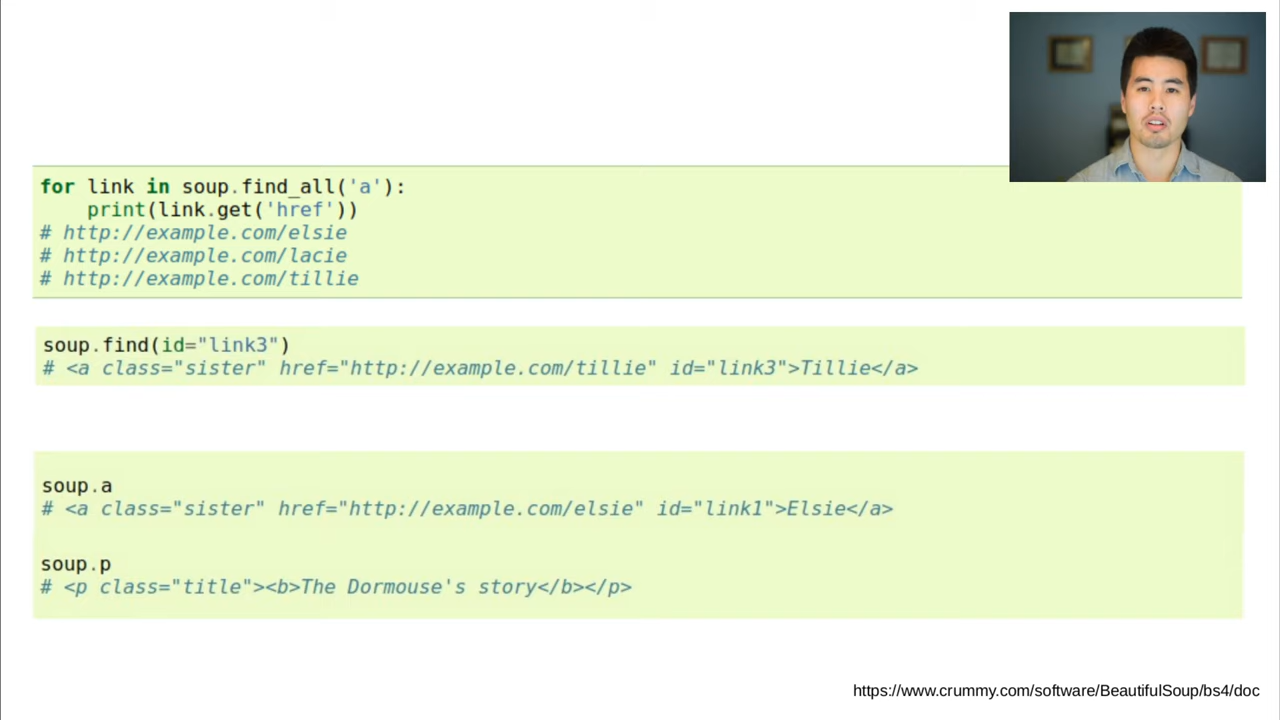 for link in soup.find_all('a'):
    print(link.get('href'))
# http://example.com/elsie
# http://example.com/lacie
# http://example.com/tillie
soup.find(id="link3")
# <a class="sister" href="http://example.com/tillie" id="link3">Tillie</a>
soup.a
# <a class="sister" href="http://example.com/elsie" id="link1">Elsie</a>
soup.p
# <p class="title"><b>The Dormouse's story</b></p>
https://www.crummy.com/software/BeautifulSoup/bs4/doc